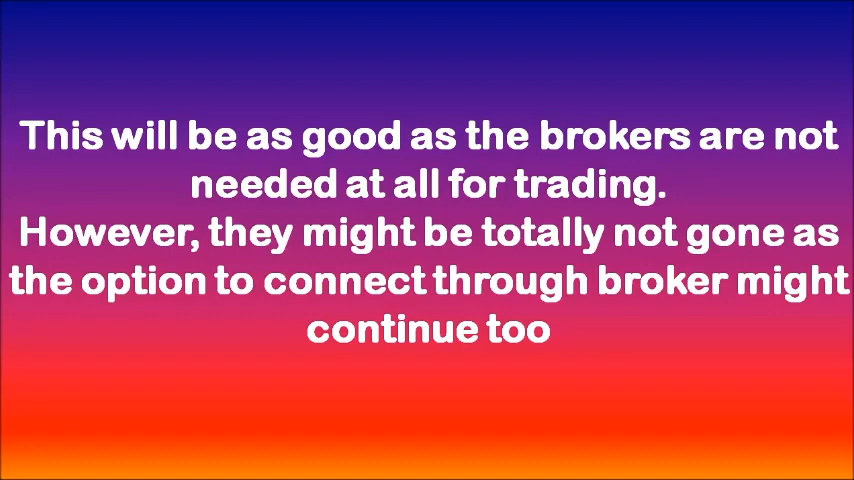 This will be as good as the brokers are not
needed at all for trading.
However, they might be totally not gone as
the option to connect through broker might
continue too